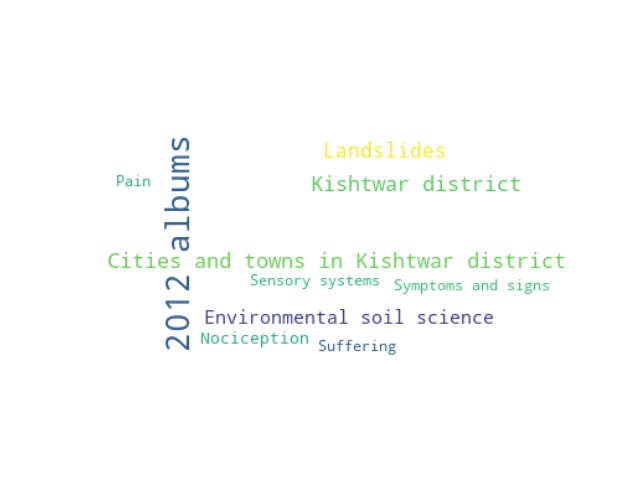 Landslides
Pain
Kishtwar district
2012 albums
Cities and towns in Kishtwar district
Sensory systems
Symptoms and signs
Environmental soil science
Nociception
Suffering